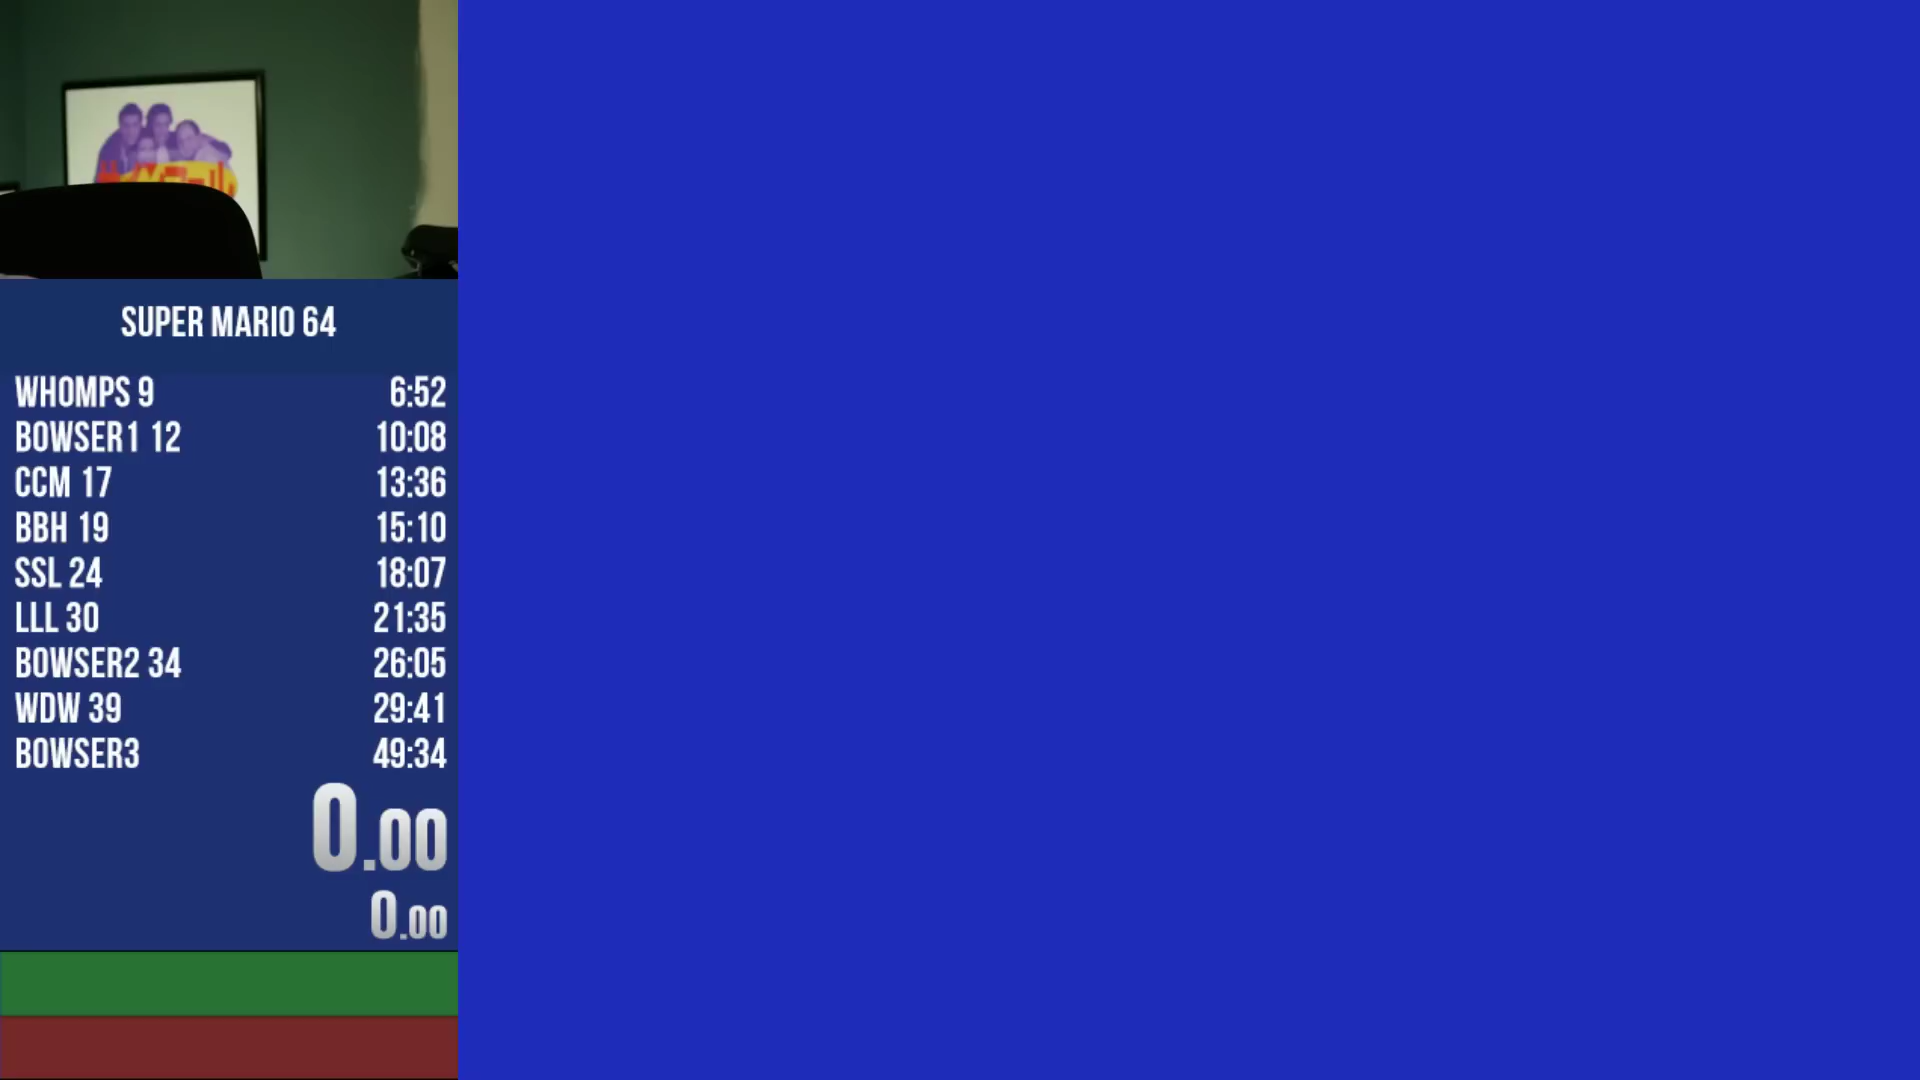 SUPER MARIO 64
WHOMPS 9 6:52
BOWSER1 12 10:08
CCM 17 13:36
BBH 19 15:10
SSL 24 18:07
LLL 30 21:35
BOWSER2 34 26:05
WDW 39 29:41
BOWSER3 49:34
0.00
0.00